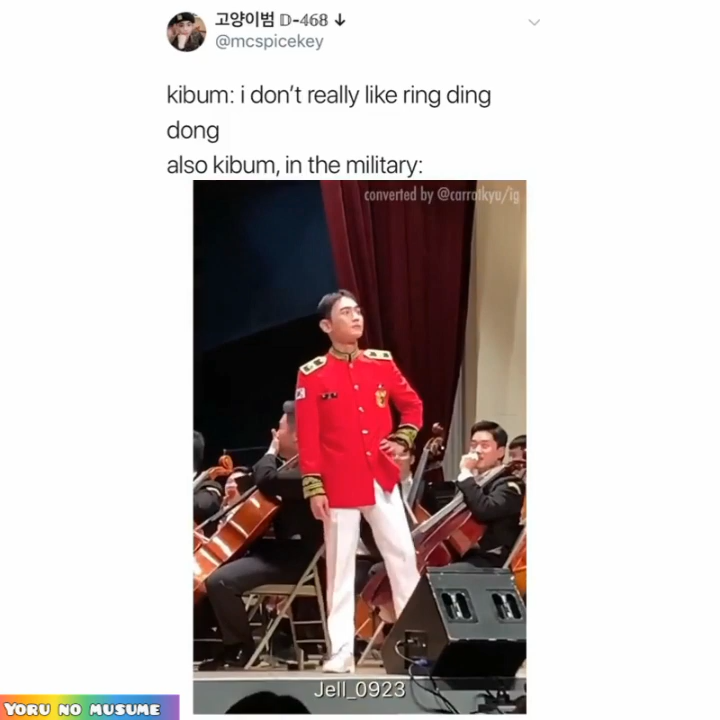 고양이범 𝔻-𝟜𝟞𝟠 ↓
@mcspicekey
kibum: i don’t really like ring ding
dong
also kibum, in the military:
converted by @carratkyu/ig
Jell_0923
YORU NO MUSUME